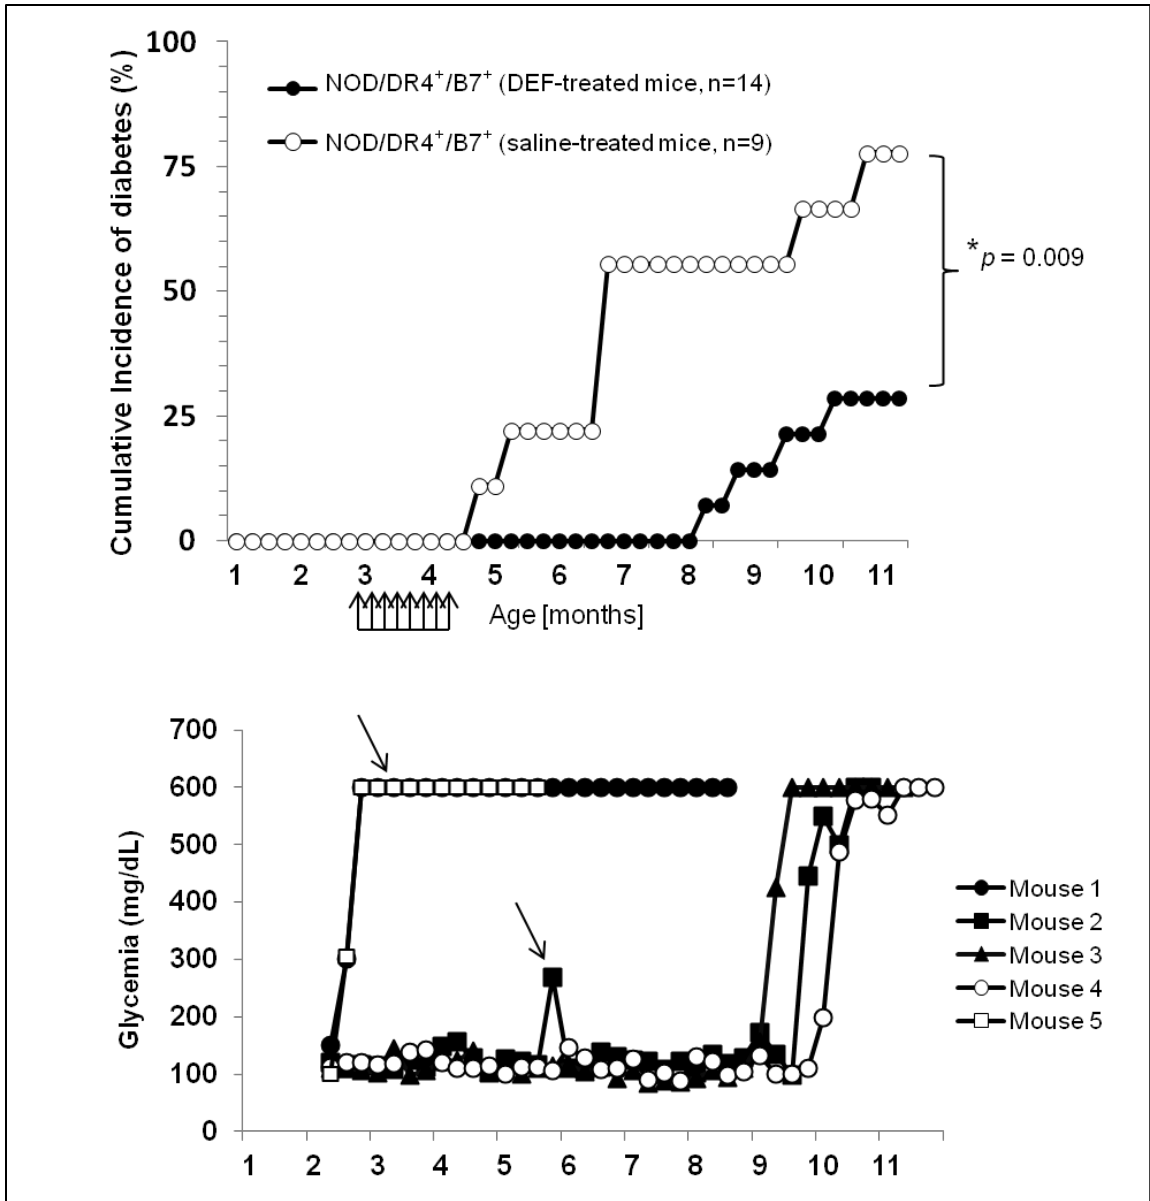 100
75
50
25
0
Cumulative Incidence of diabetes (%)
NOD/DR4⁺/B7⁺ (DEF-treated mice, n=14)
NOD/DR4⁺/B7⁺ (saline-treated mice, n=9)
* p = 0.009
1 2 3 4 5 6 7 8 9 10 11
Age [months]
700
600
500
400
300
200
100
0
Glycemia (mg/dL)
Mouse 1
Mouse 2
Mouse 3
Mouse 4
Mouse 5
1 2 3 4 5 6 7 8 9 10 11